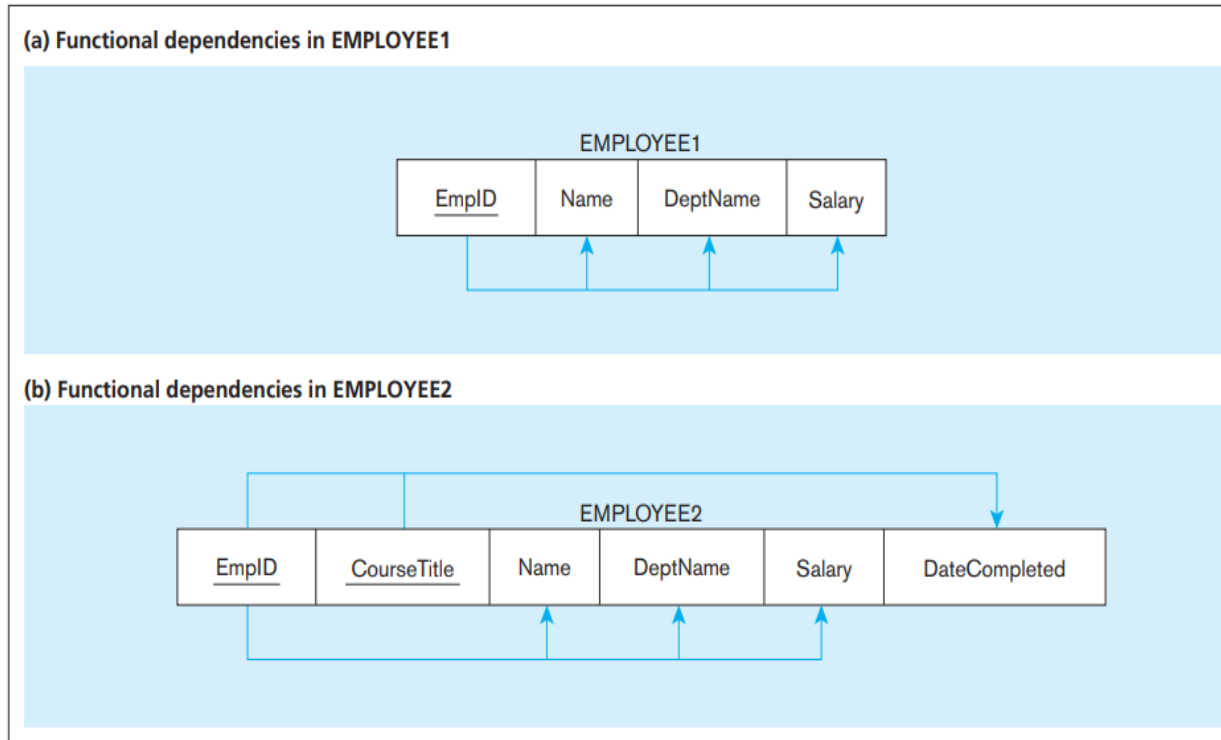 (a) Functional dependencies in EMPLOYEE1
EMPLOYEE1
EmpID Name DeptName Salary
(b) Functional dependencies in EMPLOYEE2
EMPLOYEE2
EmpID CourseTitle Name DeptName Salary DateCompleted